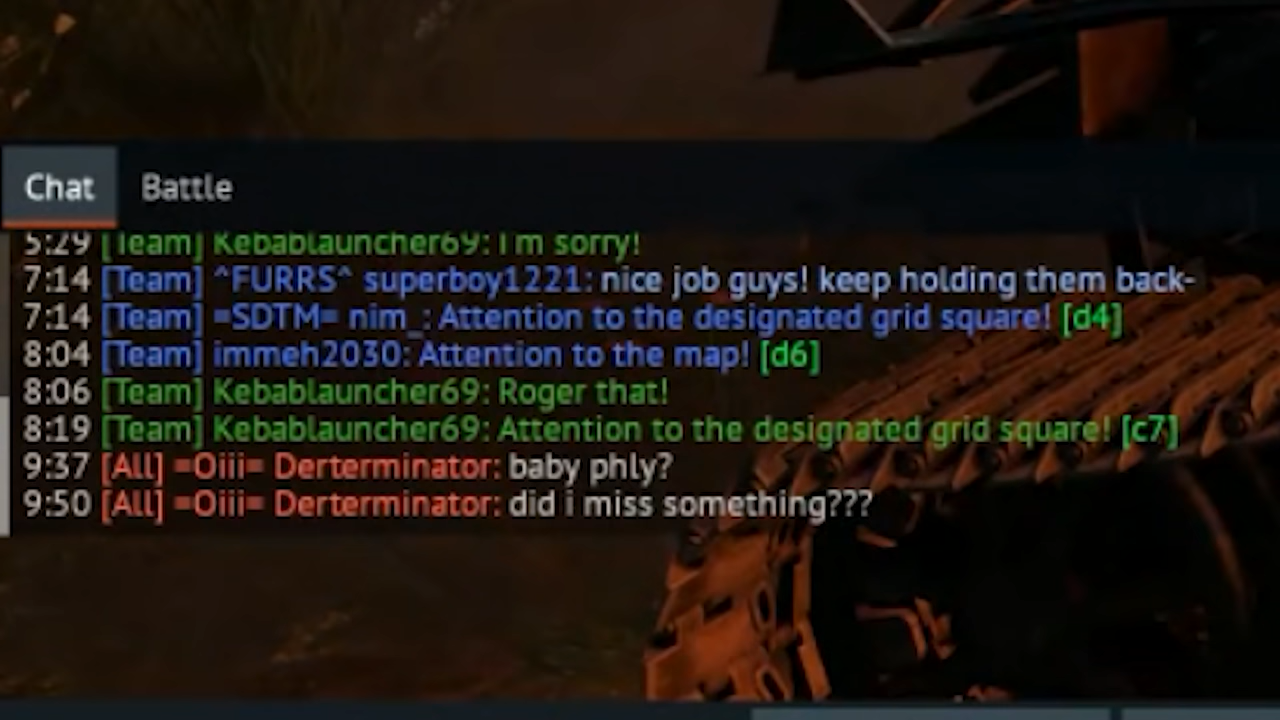 Chat Battle
5:29 [Team] Kebablauncher69: I'm sorry!
7:14 [Team] ^FURRS^ superboy1221: nice job guys! keep holding them back-
7:14 [Team] =SDTM= nim_: Attention to the designated grid square! [d4]
8:04 [Team] immeh2030: Attention to the map! [d6]
8:06 [Team] Kebablauncher69: Roger that!
8:19 [Team] Kebablauncher69: Attention to the designated grid square! [c7]
9:37 [All] =Oiii= Derterminator: baby phly?
9:50 [All] =Oiii= Derterminator: did i miss something???